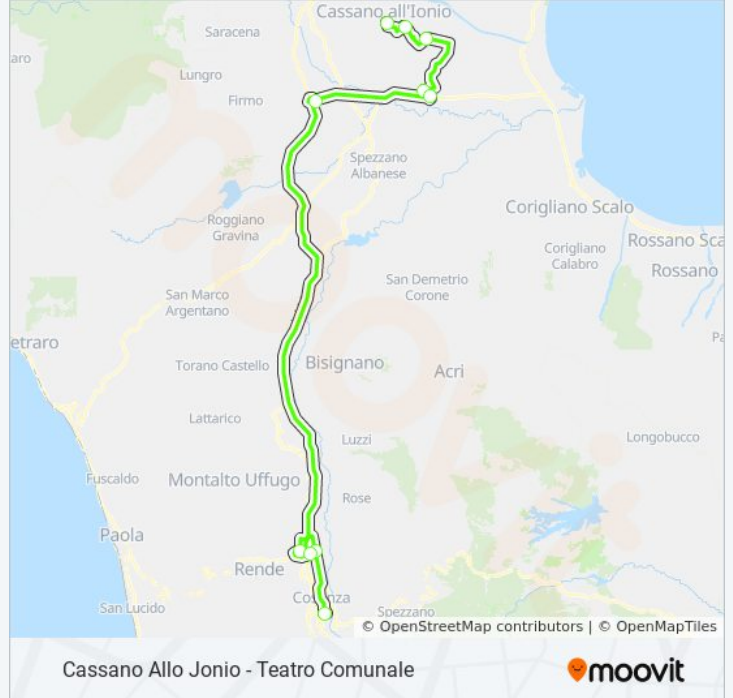 Cassano all'Ionio
Saracena
aro
Lungro
Firmo
Spezzano
Albanese
Corigliano Scalo
Roggiano
Gravina
Corigliano
Calabro
Rossano Sca
Rossano
San Demetrio
Corone
San Marco
Argentano
etraro
Pa
Torano Castello
Bisignano
Acri
Lattarico
Luzzi
Longobucco
Fuscaldo
Montalto Uffugo
Rose
Paola
Rende
Cosenza
San Lucido
Spezzano
© OpenStreetMap contributors | © OpenMapTiles
Cassano Allo Jonio - Teatro Comunale
moovit
moovit